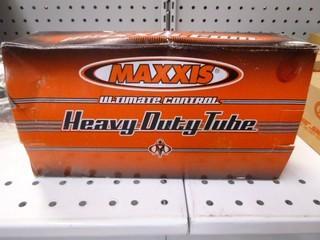 MAXXIS
ULTIMATE CONTROL
Heavy Duty Tube